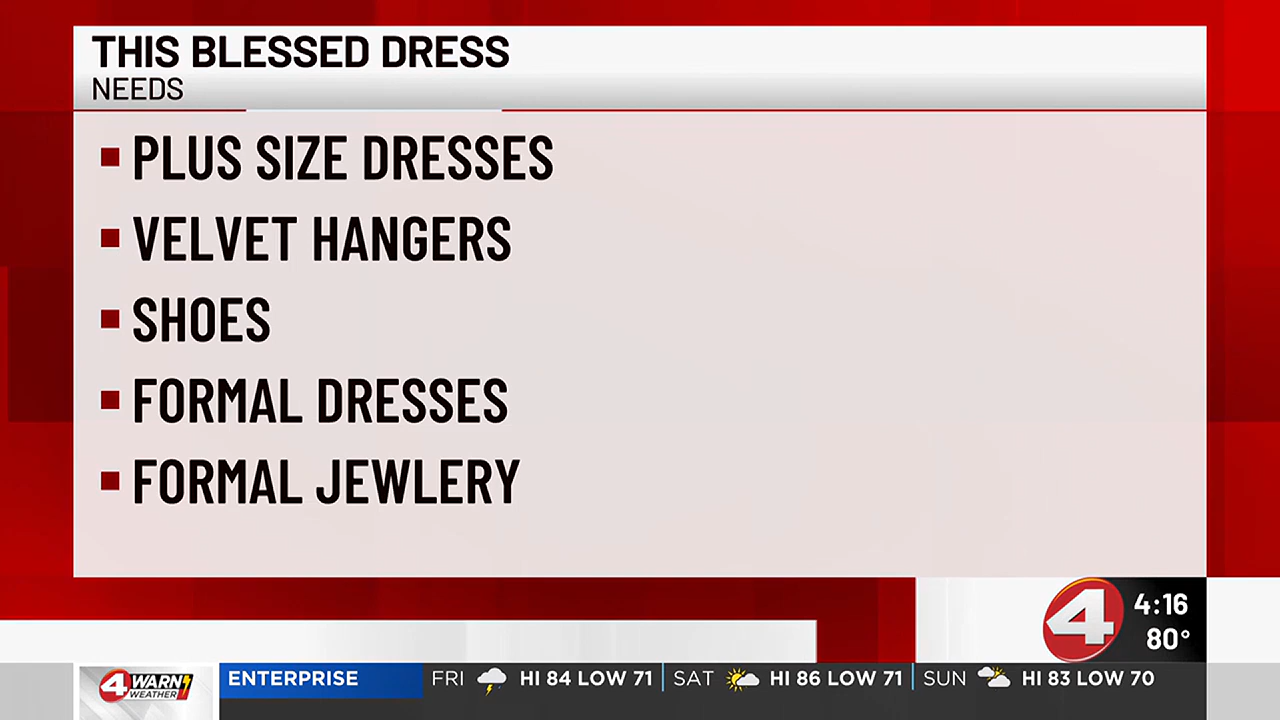 THIS BLESSED DRESS
NEEDS
PLUS SIZE DRESSES
VELVET HANGERS
SHOES
FORMAL DRESSES
FORMAL JEWLERY
4 4:16
80°
4WARN WEATHER ENTERPRISE FRI HI 84 LOW 71 SAT HI 86 LOW 71 SUN HI 83 LOW 70